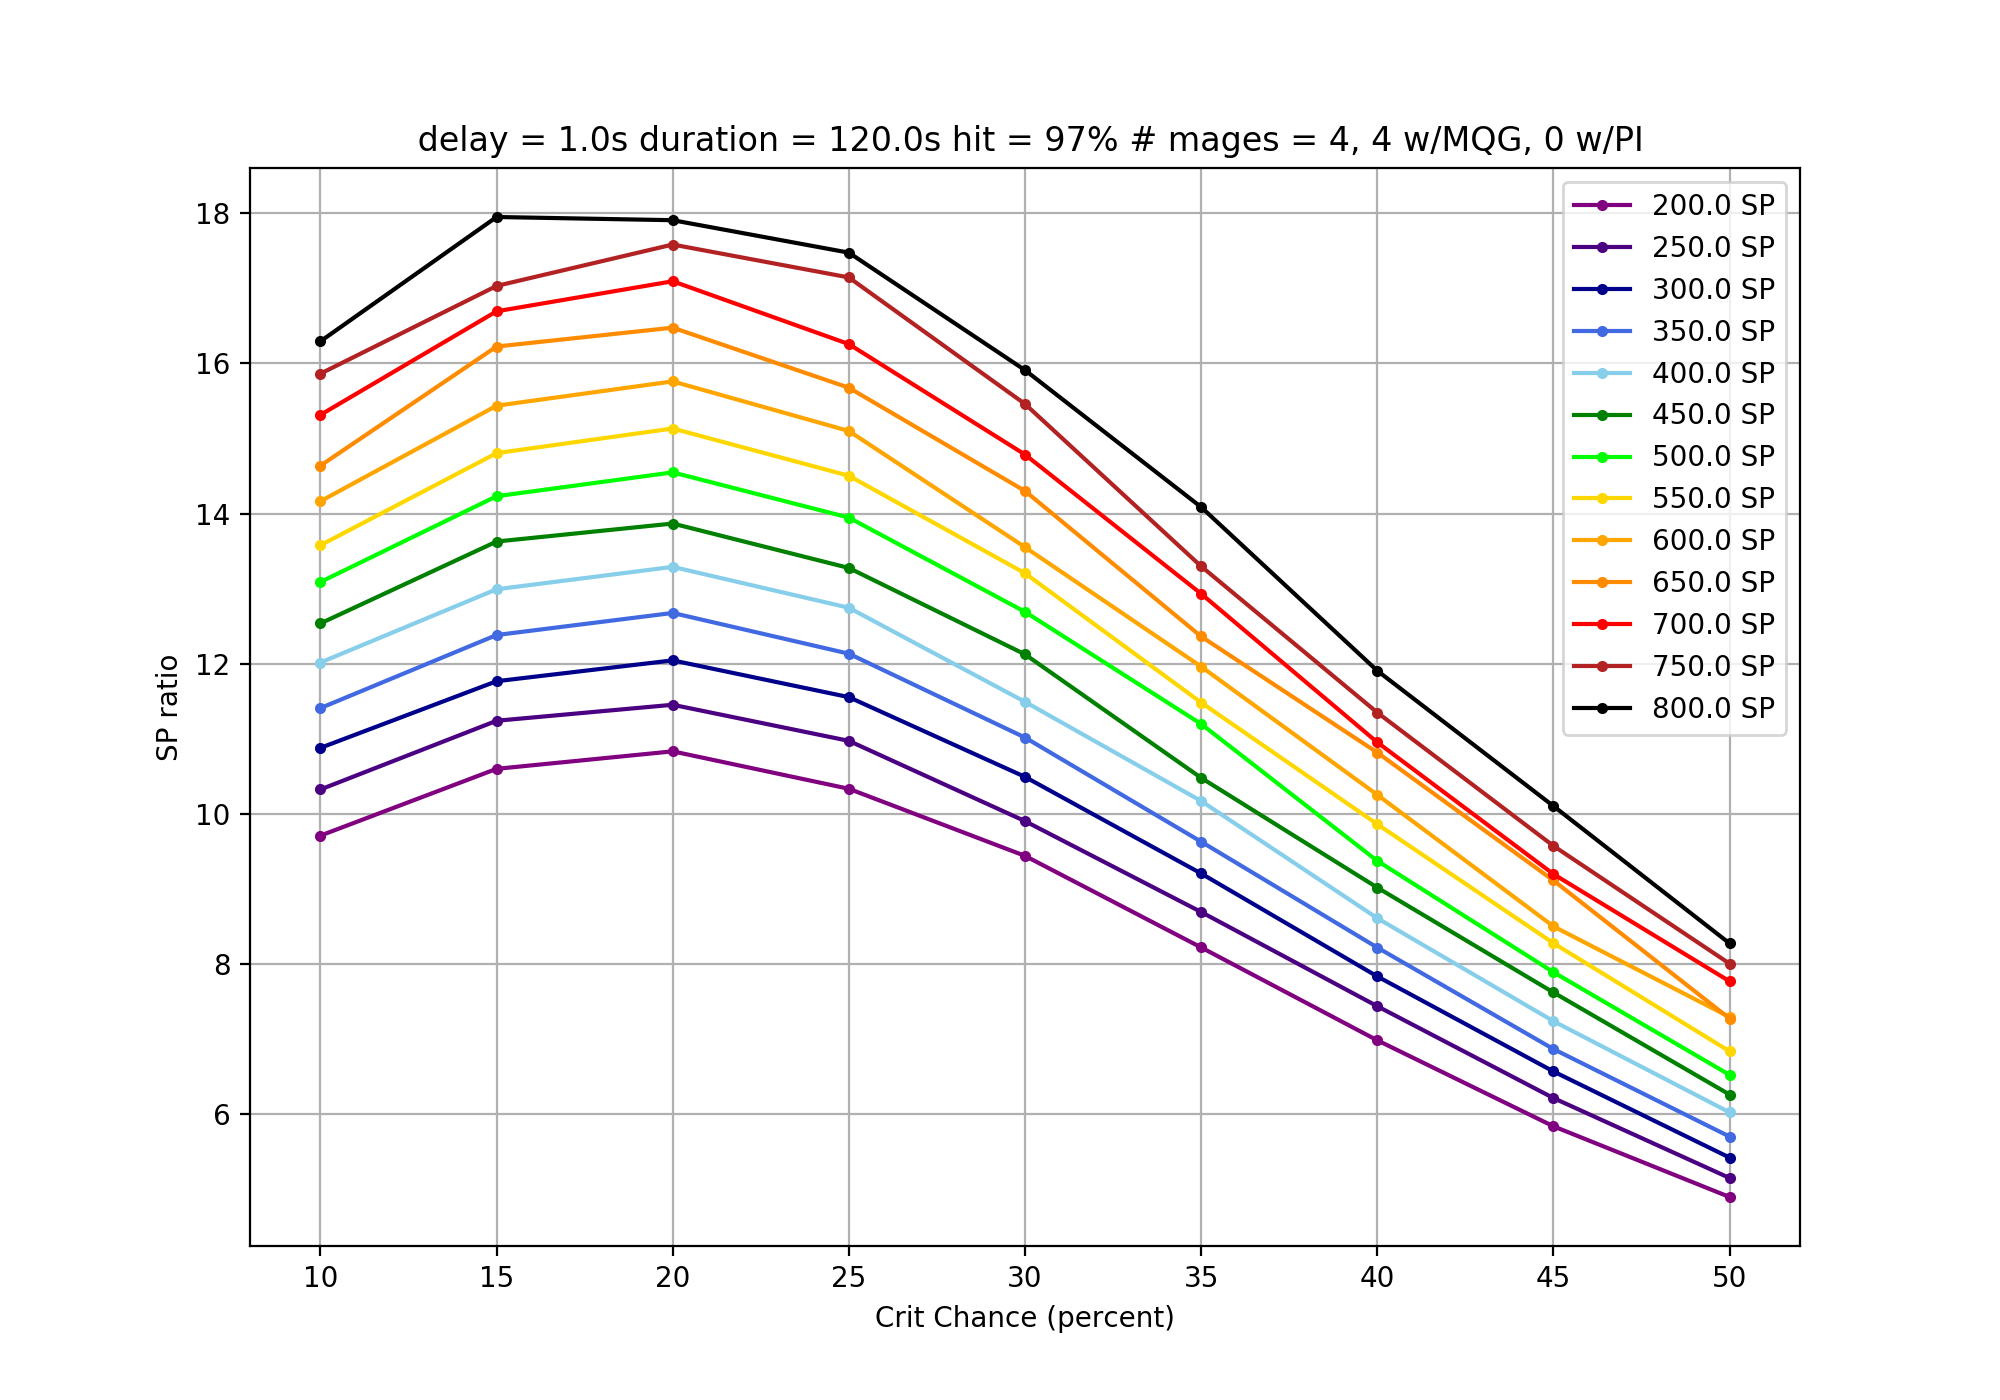 delay = 1.0s duration = 120.0s hit = 97% # mages = 4, 4 w/MQG, 0 w/PI
18
16
14
12
10
8
6
SP ratio
200.0 SP
250.0 SP
300.0 SP
350.0 SP
400.0 SP
450.0 SP
500.0 SP
550.0 SP
600.0 SP
650.0 SP
700.0 SP
750.0 SP
800.0 SP
10 15 20 25 30 35 40 45 50
Crit Chance (percent)